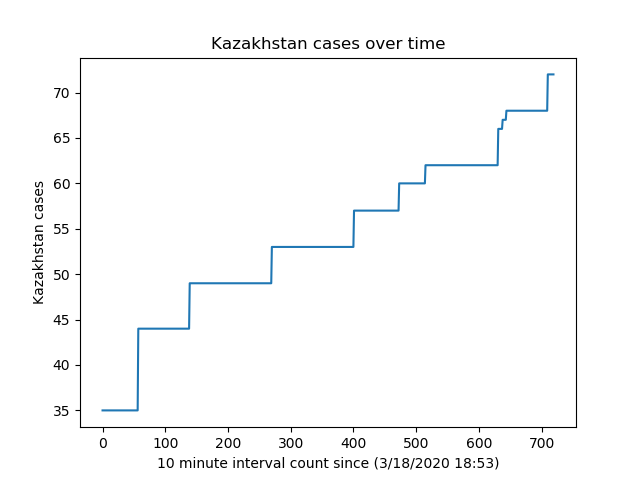 Kazakhstan cases over time
70
65
60
55
50
45
40
35
Kazakhstan cases
0 100 200 300 400 500 600 700
10 minute interval count since (3/18/2020 18:53)